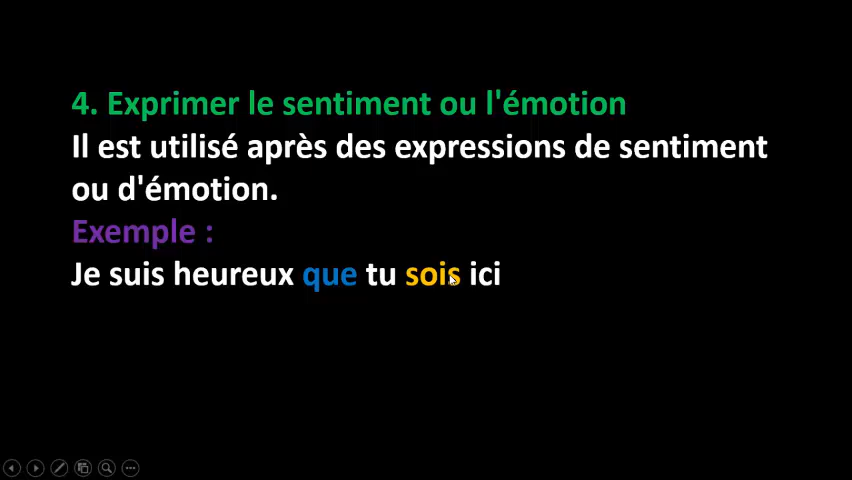 4. Exprimer le sentiment ou l'émotion
Il est utilisé après des expressions de sentiment
ou d'émotion.
Exemple :
Je suis heureux que tu sois ici